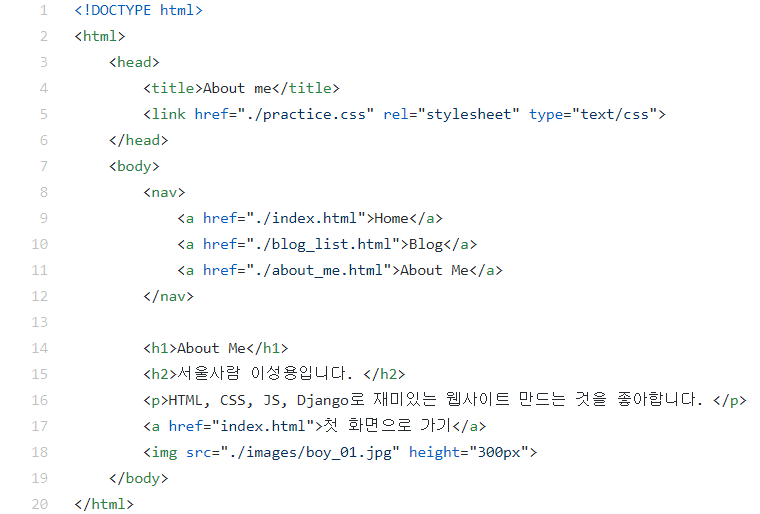 1 <!DOCTYPE html>
2 <html>
3     <head>
4         <title>About me</title>
5         <link href="./practice.css" rel="stylesheet" type="text/css">
6     </head>
7     <body>
8         <nav>
9             <a href="./index.html">Home</a>
10             <a href="./blog_list.html">Blog</a>
11             <a href="./about_me.html">About Me</a>
12         </nav>
13
14         <h1>About Me</h1>
15         <h2>서울사람 이성용입니다. </h2>
16         <p>HTML, CSS, JS, Django로 재미있는 웹사이트 만드는 것을 좋아합니다. </p>
17         <a href="index.html">첫 화면으로 가기</a>
18         <img src="./images/boy_01.jpg" height="300px">
19     </body>
20 </html>